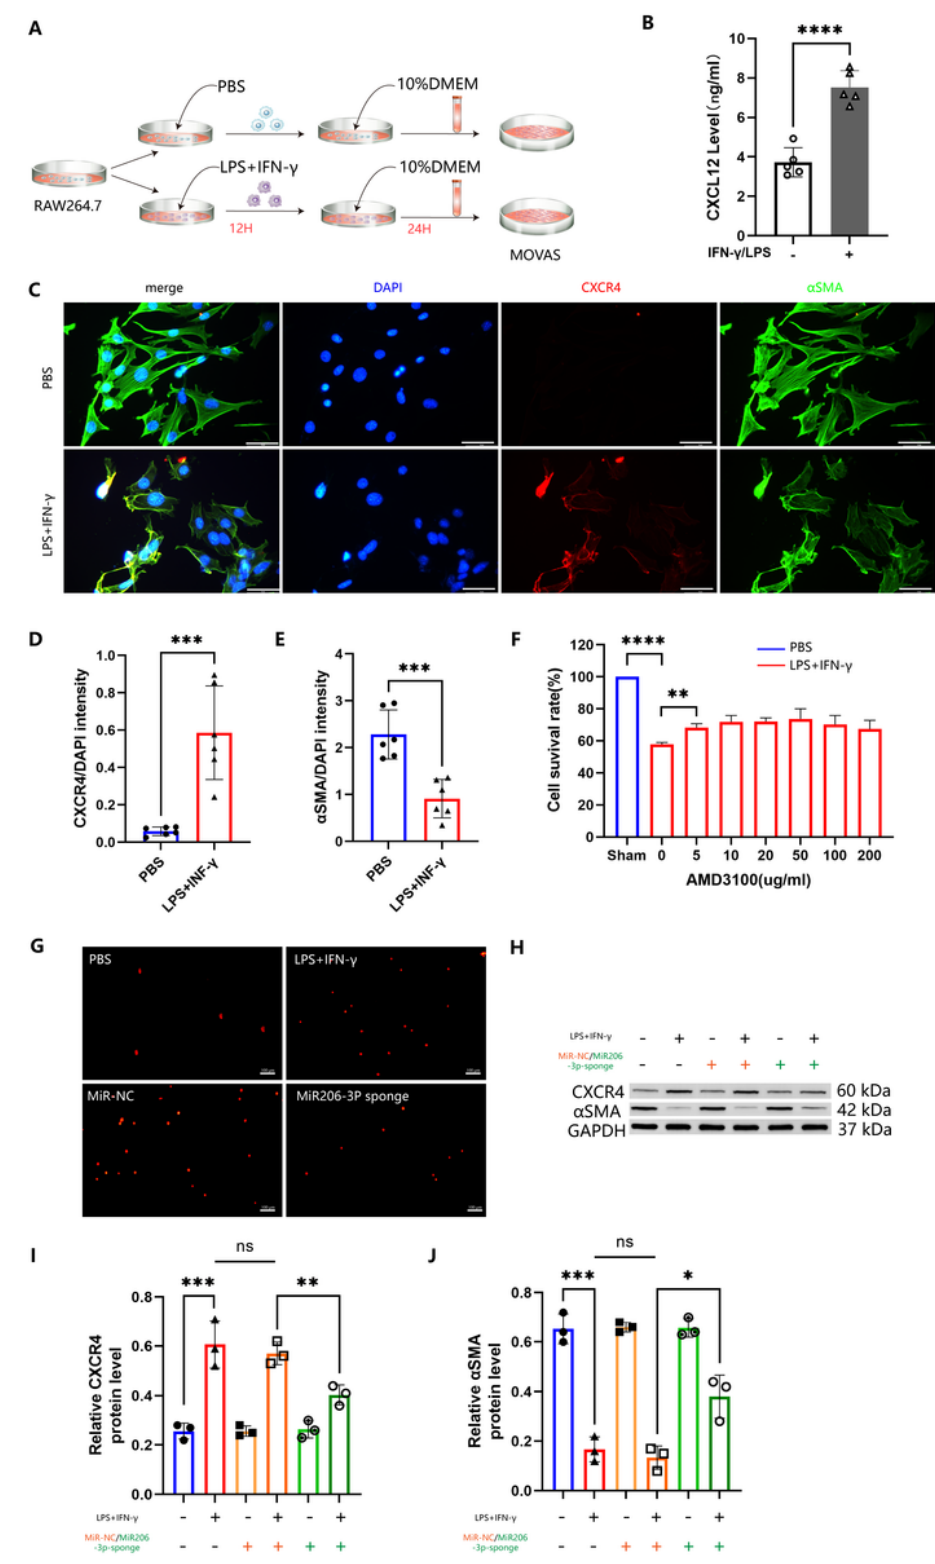 A
PBS
10%DMEM
RAW264.7
LPS+IFN-γ
10%DMEM
12H
24H
MOVAS
B
****
CXCL12 Level(ng/ml)
10
8
6
4
2
0
IFN-γ/LPS - +
C
merge DAPI CXCR4 αSMA
PBS
LPS+IFN-γ
D
***
CXCR4/DAPI intensity
1.0
0.8
0.6
0.4
0.2
0.0
PBS
LPS+INF-γ
E
***
αSMA/DAPI intensity
4
3
2
1
0
PBS
LPS+INF-γ
F
****
**
PBS
LPS+IFN-γ
Cell suvival rate(%)
120
100
80
60
40
20
0
Sham 0 5 10 20 50 100 200
AMD3100(ug/ml)
G
PBS
LPS+IFN-γ
MiR-NC
MiR206-3P sponge
H
LPS+IFN-γ - + - + - +
MiR-NC/MiR206
-3p-sponge - - + + + +
CXCR4 60 kDa
αSMA 42 kDa
GAPDH 37 kDa
I
ns
*** **
Relative CXCR4
protein level
0.8
0.6
0.4
0.2
0.0
LPS+IFN-γ - + - + - +
MiR-NC/MiR206
-3p-sponge - - + + + +
J
ns
*** *
Relative αSMA
protein level
0.8
0.6
0.4
0.2
0.0
LPS+IFN-γ - + - + - +
MiR-NC/MiR206
-3p-sponge - - + + + +